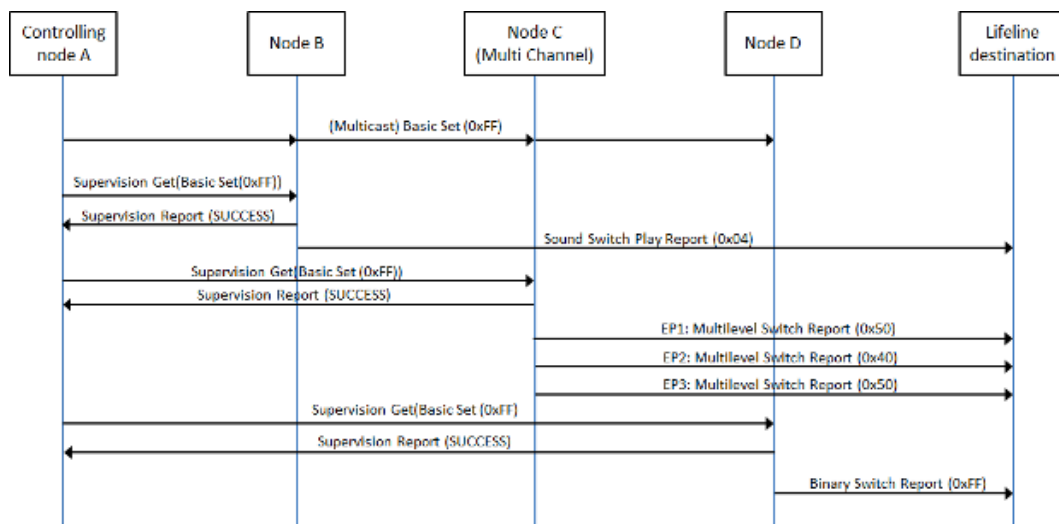 Controlling
node A
Node B
Node C
(Multi Channel)
Node D
Lifeline
destination
(Multicast) Basic Set (0xFF)
Supervision Get(Basic Set(0xFF))
Supervision Report (SUCCESS)
Sound Switch Play Report (0x04)
Supervision Get(Basic Set (0xFF))
Supervision Report (SUCCESS)
EP1: Multilevel Switch Report (0x50)
EP2: Multilevel Switch Report (0x40)
EP3: Multilevel Switch Report (0x50)
Supervision Get(Basic Set (0xFF)
Supervision Report (SUCCESS)
Binary Switch Report (0xFF)